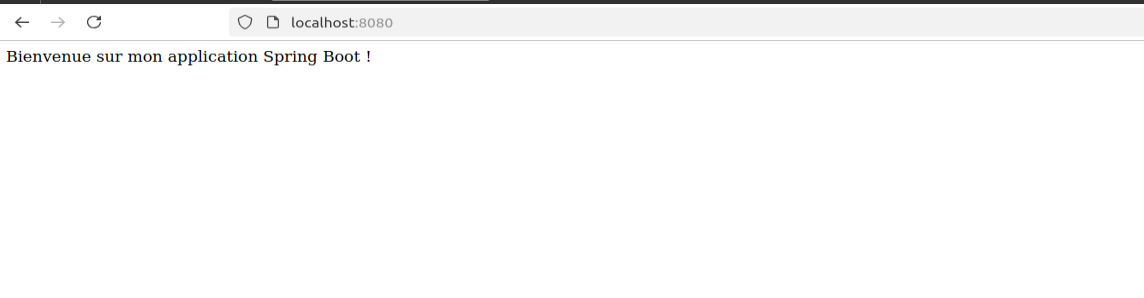 localhost:8080
Bienvenue sur mon application Spring Boot !